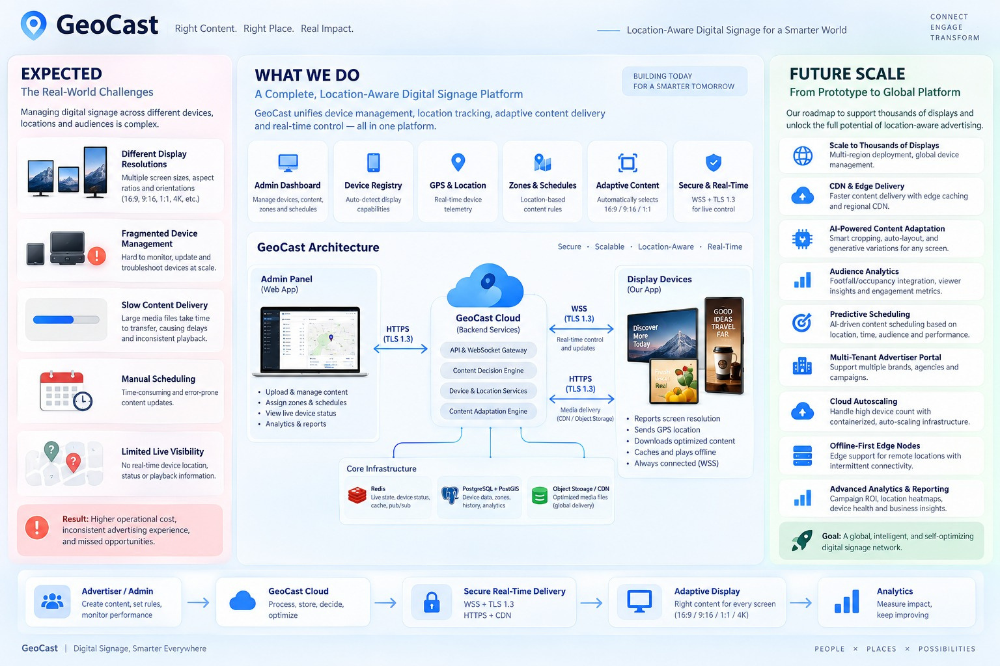 GeoCast
Right Content. Right Place. Real Impact.
Location-Aware Digital Signage for a Smarter World
CONNECT
ENGAGE
TRANSFORM
EXPECTED
The Real-World Challenges
Managing digital signage across different devices,
locations and audiences is complex.
Different Display
Resolutions
Multiple screen sizes, aspect
ratios and orientations
(16:9, 9:16, 1:1, 4K, etc.)
Fragmented Device
Management
Hard to monitor, update and
troubleshoot devices at scale.
Slow Content Delivery
Large media files take time
to transfer, causing delays
and inconsistent playback.
Manual Scheduling
Time-consuming and error-prone
content updates.
?
?
Limited Live Visibility
No real-time device location,
status or playback information.
Result: Higher operational cost,
inconsistent advertising experience,
and missed opportunities.
WHAT WE DO
A Complete, Location-Aware Digital Signage Platform
BUILDING TODAY
FOR A SMARTER TOMORROW
GeoCast unifies device management, location tracking, adaptive content delivery
and real-time control — all in one platform.
Admin Dashboard
Manage devices, content,
zones and schedules
Device Registry
Auto-detect display
capabilities
GPS & Location
Real-time device
telemetry
Zones & Schedules
Location-based
content rules
Adaptive Content
Automatically selects
16:9 / 9:16 / 1:1
Secure & Real-Time
WSS + TLS 1.3
for live control
GeoCast Architecture
Secure • Scalable • Location-Aware • Real-Time
Admin Panel
(Web App)
• Upload & manage content
• Assign zones & schedules
• View live device status
• Analytics & reports
HTTPS
(TLS 1.3)
GeoCast Cloud
(Backend Services)
API & WebSocket Gateway
Content Decision Engine
Device & Location Services
Content Adaptation Engine
WSS
(TLS 1.3)
Real-time control
and updates
HTTPS
(TLS 1.3)
Media delivery
(CDN / Object Storage)
Display Devices
(Our App)
Discover
More
Today
GOOD
IDEAS
TRAVEL
FAR
Fresh
Local
Real
• Reports screen resolution
• Sends GPS location
• Downloads optimized content
• Caches and plays offline
• Always connected (WSS)
Core Infrastructure
Redis
Live state, device status,
cache, pub/sub
PostgreSQL + PostGIS
Device data, zones,
history, analytics
Object Storage / CDN
Optimized media files
(global delivery)
FUTURE SCALE
From Prototype to Global Platform
Our roadmap to support thousands of displays and
unlock the full potential of location-aware advertising.
Scale to Thousands of Displays
Multi-region deployment, global device
management.
CDN & Edge Delivery
Faster content delivery with edge caching
and regional CDN.
AI-Powered Content Adaptation
Smart cropping, auto-layout, and
generative variations for any screen.
Audience Analytics
Footfall/occupancy integration, viewer
insights and engagement metrics.
Predictive Scheduling
AI-driven content scheduling based on
location, time, audience and performance.
Multi-Tenant Advertiser Portal
Support multiple brands, agencies and
campaigns.
Cloud Autoscaling
Handle high device count with
containerized, auto-scaling infrastructure.
Offline-First Edge Nodes
Edge support for remote locations with
intermittent connectivity.
Advanced Analytics & Reporting
Campaign ROI, location heatmaps,
device health and business insights.
Goal: A global, intelligent, and self-optimizing
digital signage network.
Advertiser / Admin
Create content, set rules,
monitor performance
GeoCast Cloud
Process, store, decide,
optimize
Secure Real-Time Delivery
WSS + TLS 1.3
HTTPS + CDN
Adaptive Display
Right content for every screen
(16:9 / 9:16 / 1:1 / 4K)
Analytics
Measure impact,
keep improving
GeoCast | Digital Signage, Smarter Everywhere
PEOPLE × PLACES × POSSIBILITIES